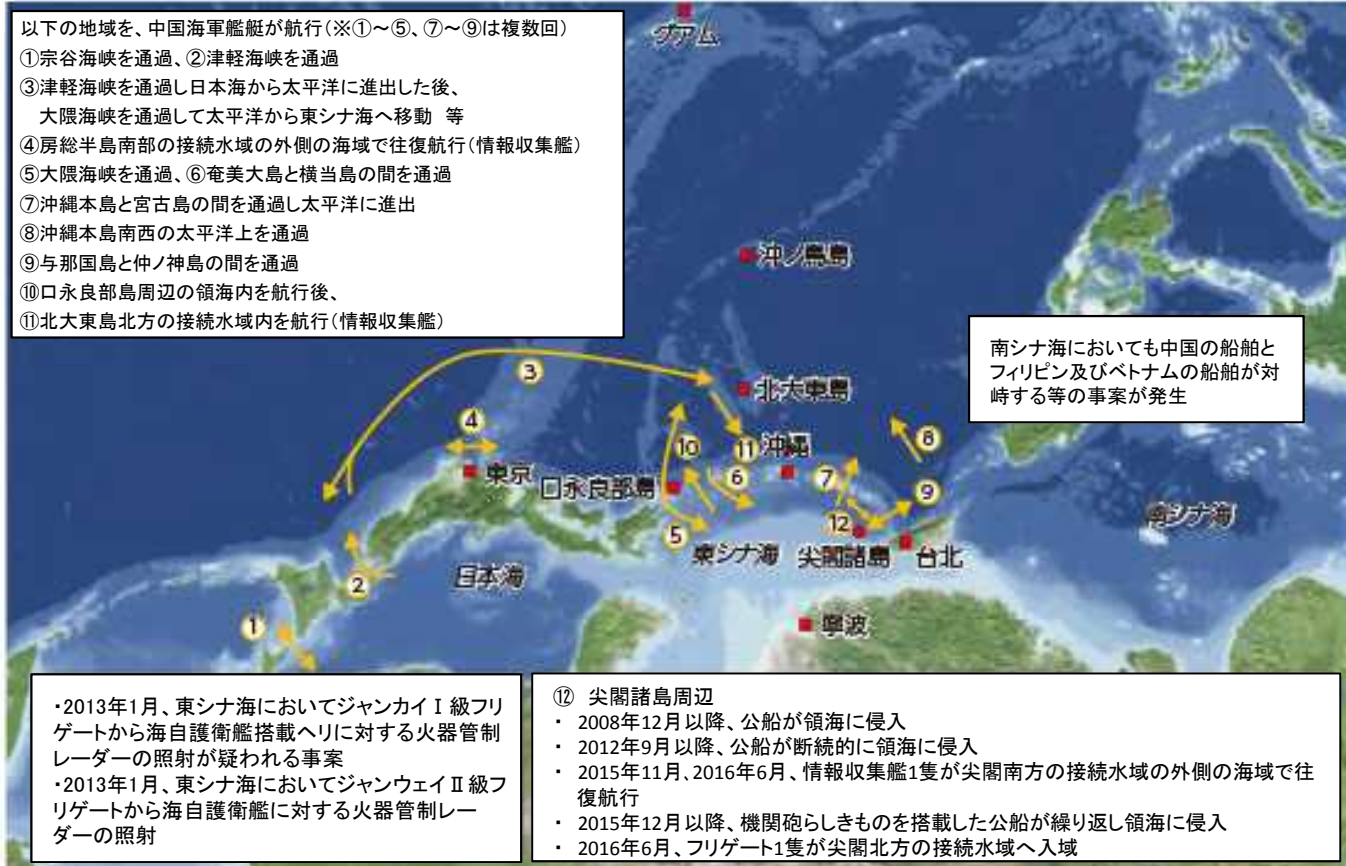 以下の地域を、中国海軍艦艇が航行(※①~⑤、⑦~⑨は複数回)
①宗谷海峡を通過、②津軽海峡を通過
③津軽海峡を通過し日本海から太平洋に進出した後、
大隅海峡を通過して太平洋から東シナ海へ移動 等
④房総半島南部の接続水域の外側の海域で往復航行(情報収集艦)
⑤大隅海峡を通過、⑥奄美大島と横当島の間を通過
⑦沖縄本島と宮古島の間を通過し太平洋に進出
⑧沖縄本島南西の太平洋上を通過
⑨与那国島と仲ノ神島の間を通過
⑩口永良部島周辺の領海内を航行後、
⑪北大東島北方の接続水域内を航行(情報収集艦)
グアム
沖ノ鳥島
南シナ海においても中国の船舶と
フィリピン及びベトナムの船舶が対
峙する等の事案が発生
③
北大東島
④
⑩
⑪
沖縄
⑧
東京
口永良部島
⑥
⑦
⑨
南シナ海
⑤
東シナ海
⑫
尖閣諸島
台北
②
日本海
①
寧波
・2013年1月、東シナ海においてジャンカイⅠ級フリ
ゲートから海自護衛艦搭載ヘリに対する火器管制
レーダーの照射が疑われる事案
・2013年1月、東シナ海においてジャンウェイⅡ級フ
リゲートから海自護衛艦に対する火器管制レー
ダーの照射
⑫ 尖閣諸島周辺
・ 2008年12月以降、公船が領海に侵入
・ 2012年9月以降、公船が断続的に領海に侵入
・ 2015年11月、2016年6月、情報収集艦1隻が尖閣南方の接続水域の外側の海域で往
復航行
・ 2015年12月以降、機関砲らしきものを搭載した公船が繰り返し領海に侵入
・ 2016年6月、フリゲート1隻が尖閣北方の接続水域へ入域